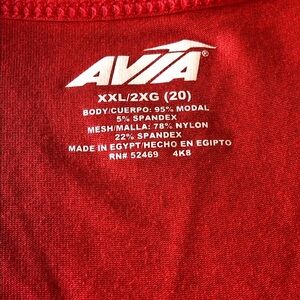 AVIA®
XXL/2XG (20)
BODY/CUERPO: 95% MODAL
5% SPANDEX
MESH/MALLA: 78% NYLON
22% SPANDEX
MADE IN EGYPT/HECHO EN EGIPTO
RN# 52469 4K8